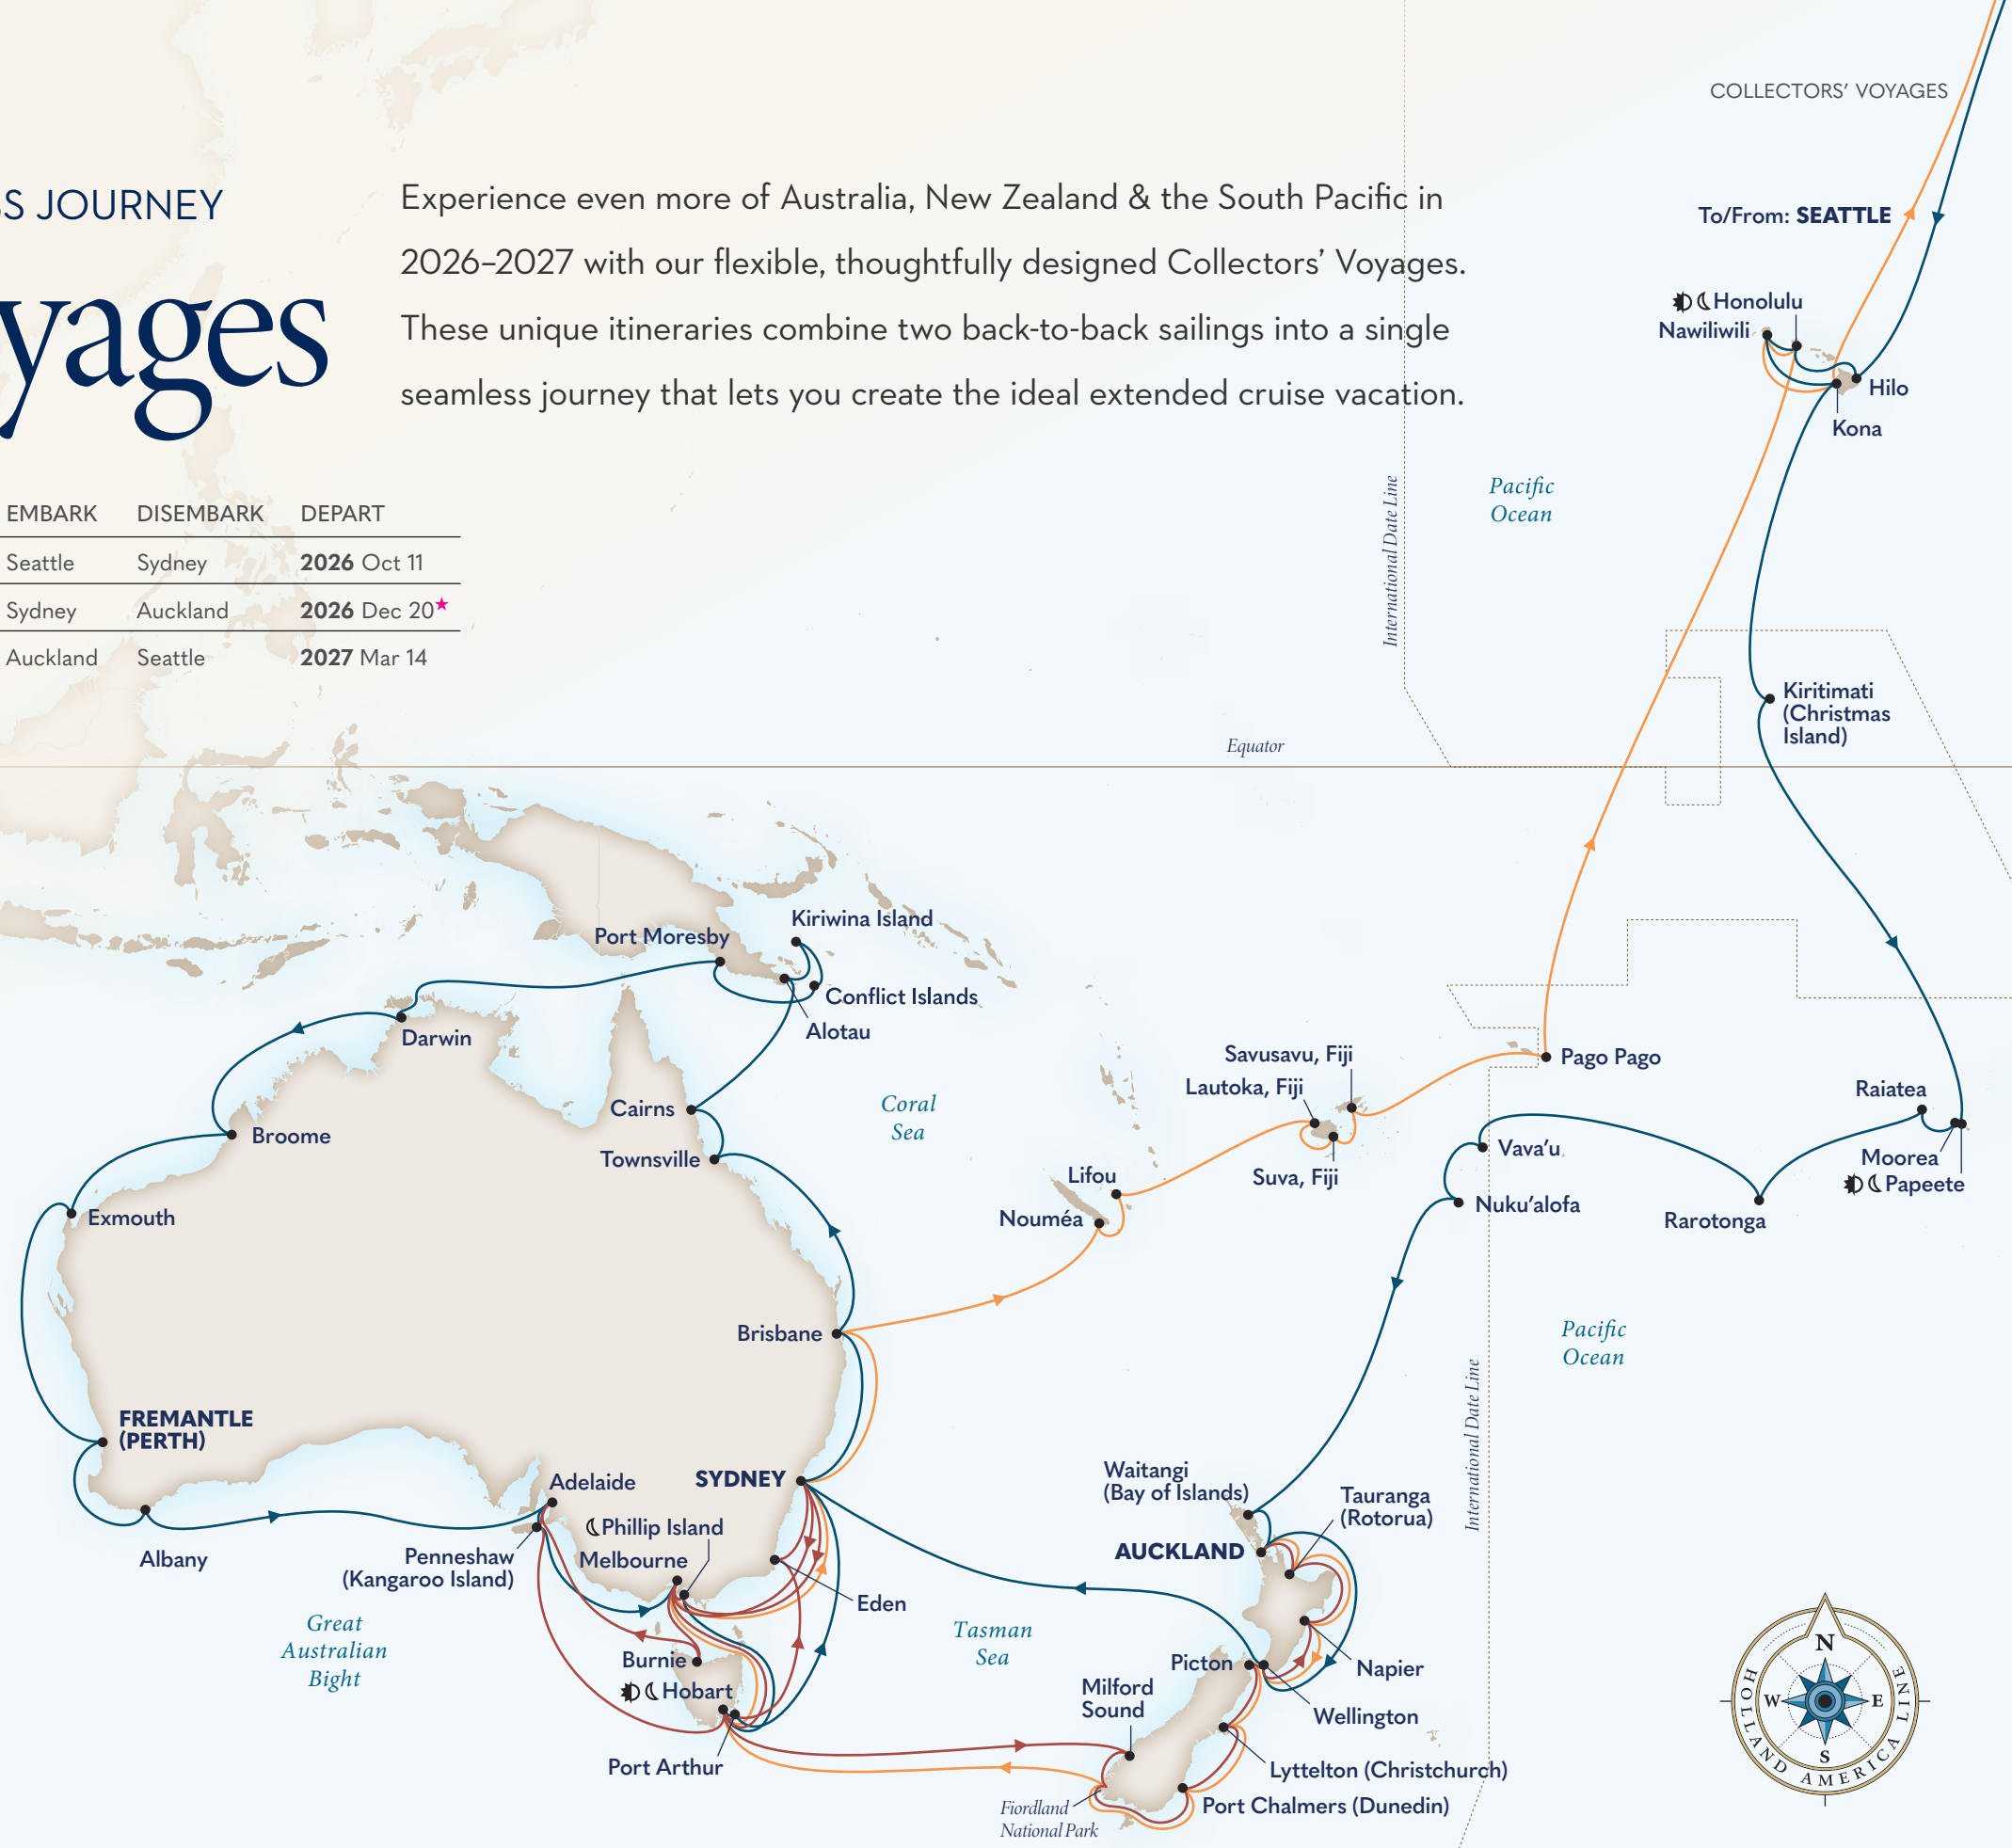 COLLECTORS’ VOYAGES
SS JOURNEY
yages
Experience even more of Australia, New Zealand & the South Pacific in
2026–2027 with our flexible, thoughtfully designed Collectors’ Voyages.
These unique itineraries combine two back-to-back sailings into a single
seamless journey that lets you create the ideal extended cruise vacation.
EMBARK DISEMBARK DEPART
Seattle Sydney 2026 Oct 11
Sydney Auckland 2026 Dec 20★
Auckland Seattle 2027 Mar 14
To/From: SEATTLE
Honolulu
Nawiliwili
Hilo
Kona
International Date Line
Pacific
Ocean
Kiritimati
(Christmas
Island)
Equator
Kiriwina Island
Port Moresby
Conflict Islands
Alotau
Darwin
Cairns
Coral
Sea
Broome
Townsville
Exmouth
Savusavu, Fiji
Lautoka, Fiji
Suva, Fiji
Pago Pago
Lifou
Nouméa
Vava’u
Nuku’alofa
Raiatea
Moorea
Papeete
Rarotonga
Brisbane
Pacific
Ocean
International Date Line
FREMANTLE
(PERTH)
SYDNEY
Adelaide
Phillip Island
Melbourne
Albany
Penneshaw
(Kangaroo Island)
Eden
Great
Australian
Bight
Tasman
Sea
Burnie
Hobart
Port Arthur
Waitangi
(Bay of Islands)
Tauranga
(Rotorua)
AUCKLAND
Picton
Napier
Milford
Sound
Wellington
Lyttelton (Christchurch)
Port Chalmers (Dunedin)
Fiordland
National Park
N
W E
S
HOLLAND AMERICA LINE